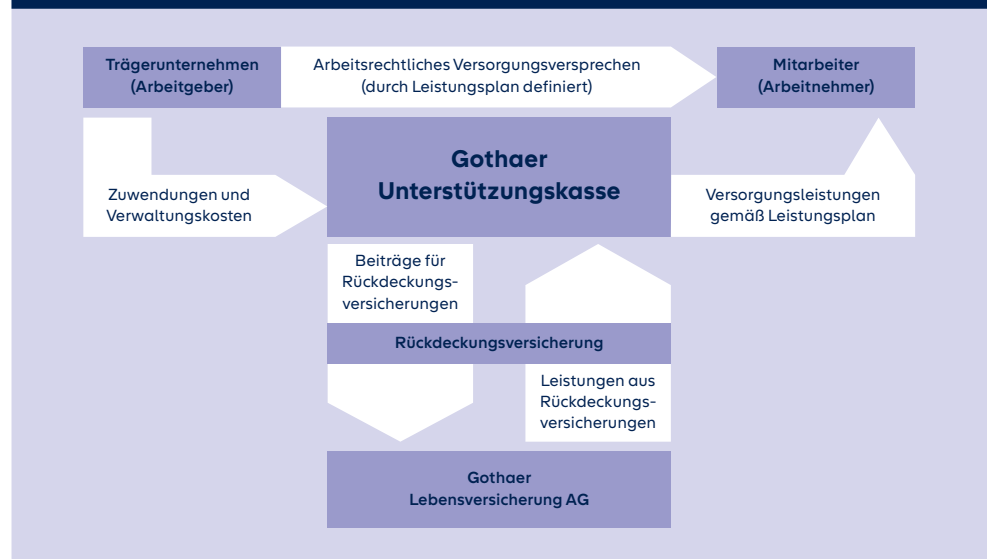 Trägerunternehmen
(Arbeitgeber)
Arbeitsrechtliches Versorgungsversprechen
(durch Leistungsplan definiert)
Mitarbeiter
(Arbeitnehmer)
Gothaer
Unterstützungskasse
Zuwendungen und
Verwaltungskosten
Versorgungsleistungen
gemäß Leistungsplan
Beiträge für
Rückdeckungs-
versicherungen
Rückdeckungsversicherung
Leistungen aus
Rückdeckungs-
versicherungen
Gothaer
Lebensversicherung AG